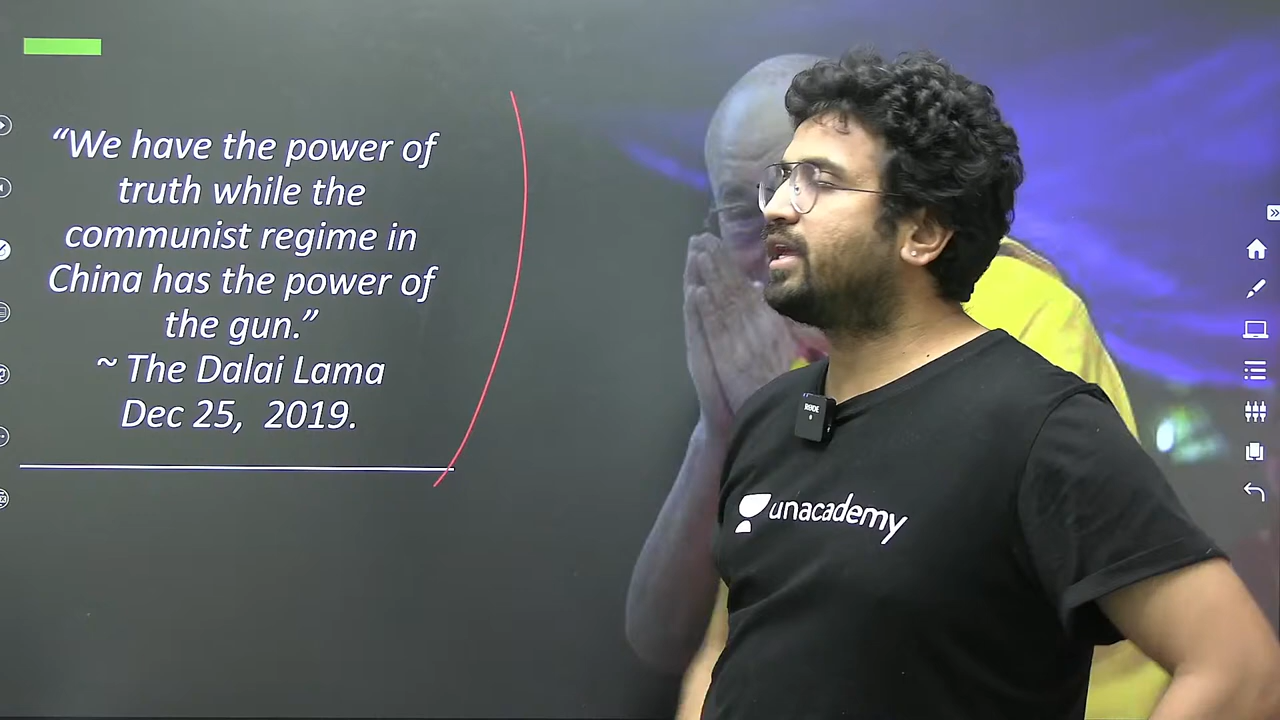 “We have the power of
truth while the
communist regime in
China has the power of
the gun.”
~ The Dalai Lama
Dec 25,  2019.
RODE
unacademy